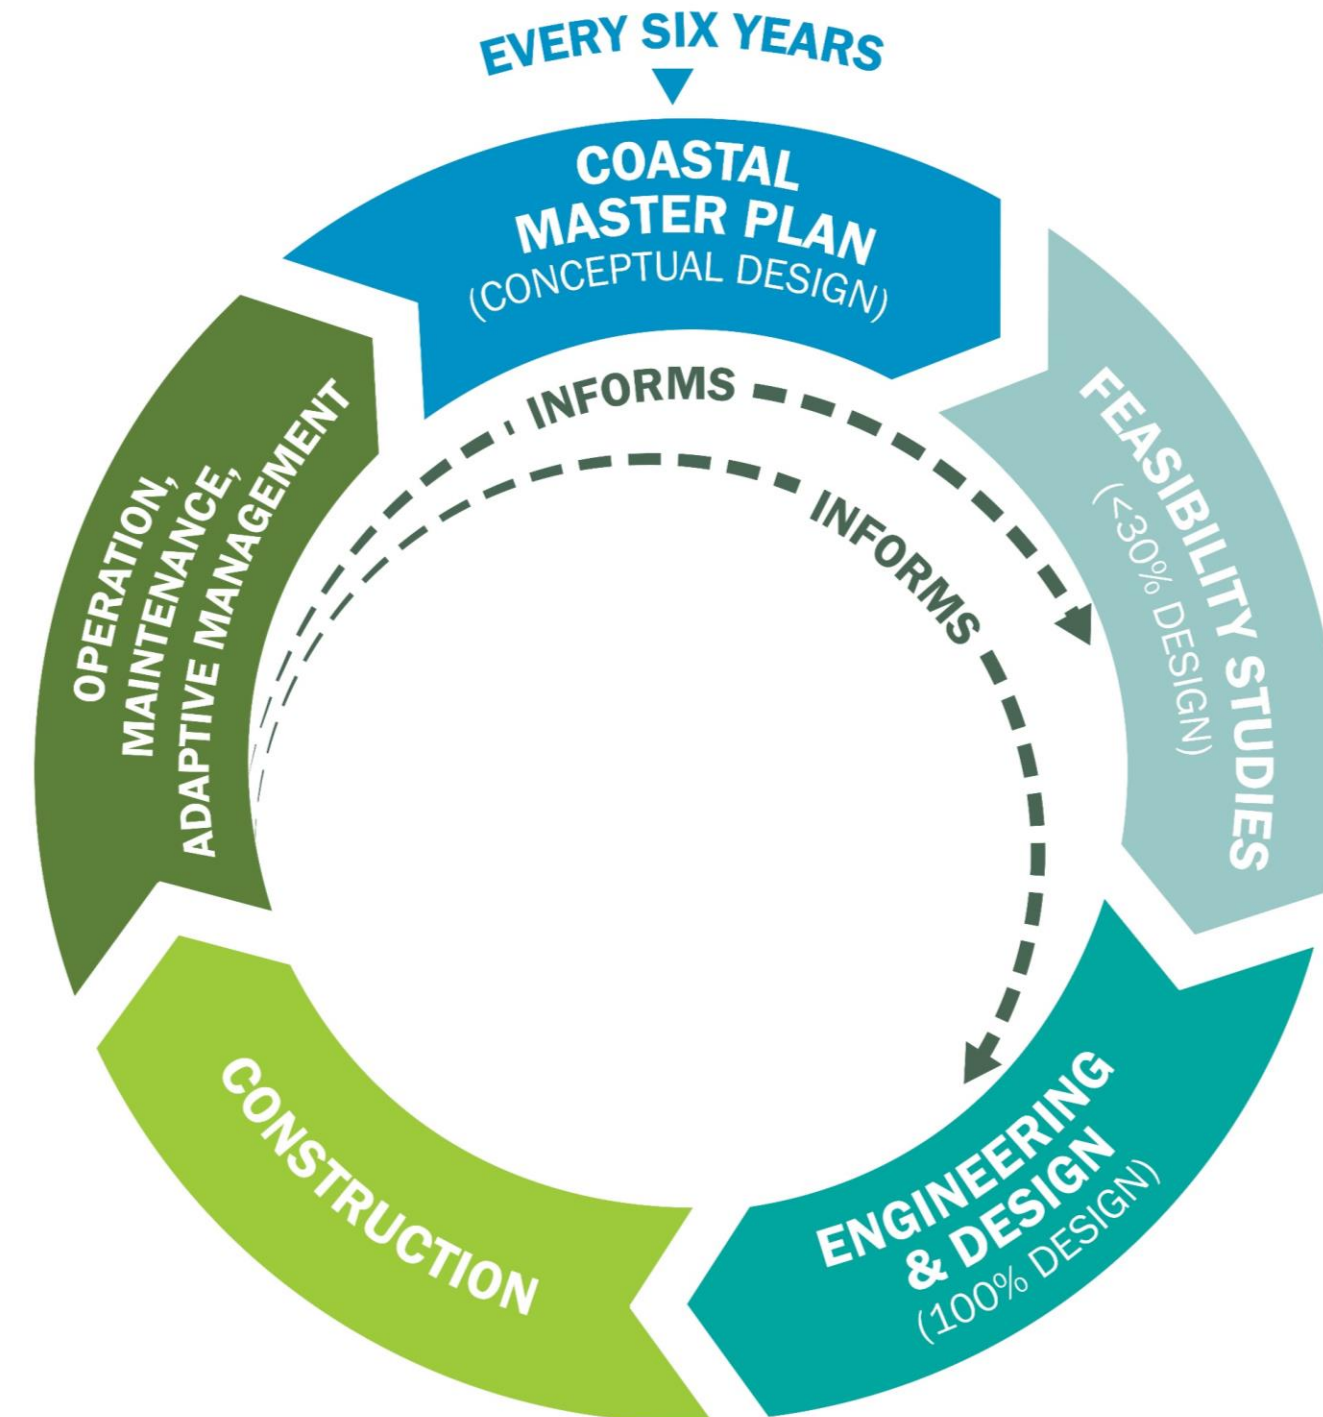 EVERY SIX YEARS
COASTAL
MASTER PLAN
(CONCEPTUAL DESIGN)
FEASIBILITY STUDIES
(<30% DESIGN)
ENGINEERING
& DESIGN
(100% DESIGN)
CONSTRUCTION
OPERATION,
MAINTENANCE,
ADAPTIVE MANAGEMENT
INFORMS
INFORMS